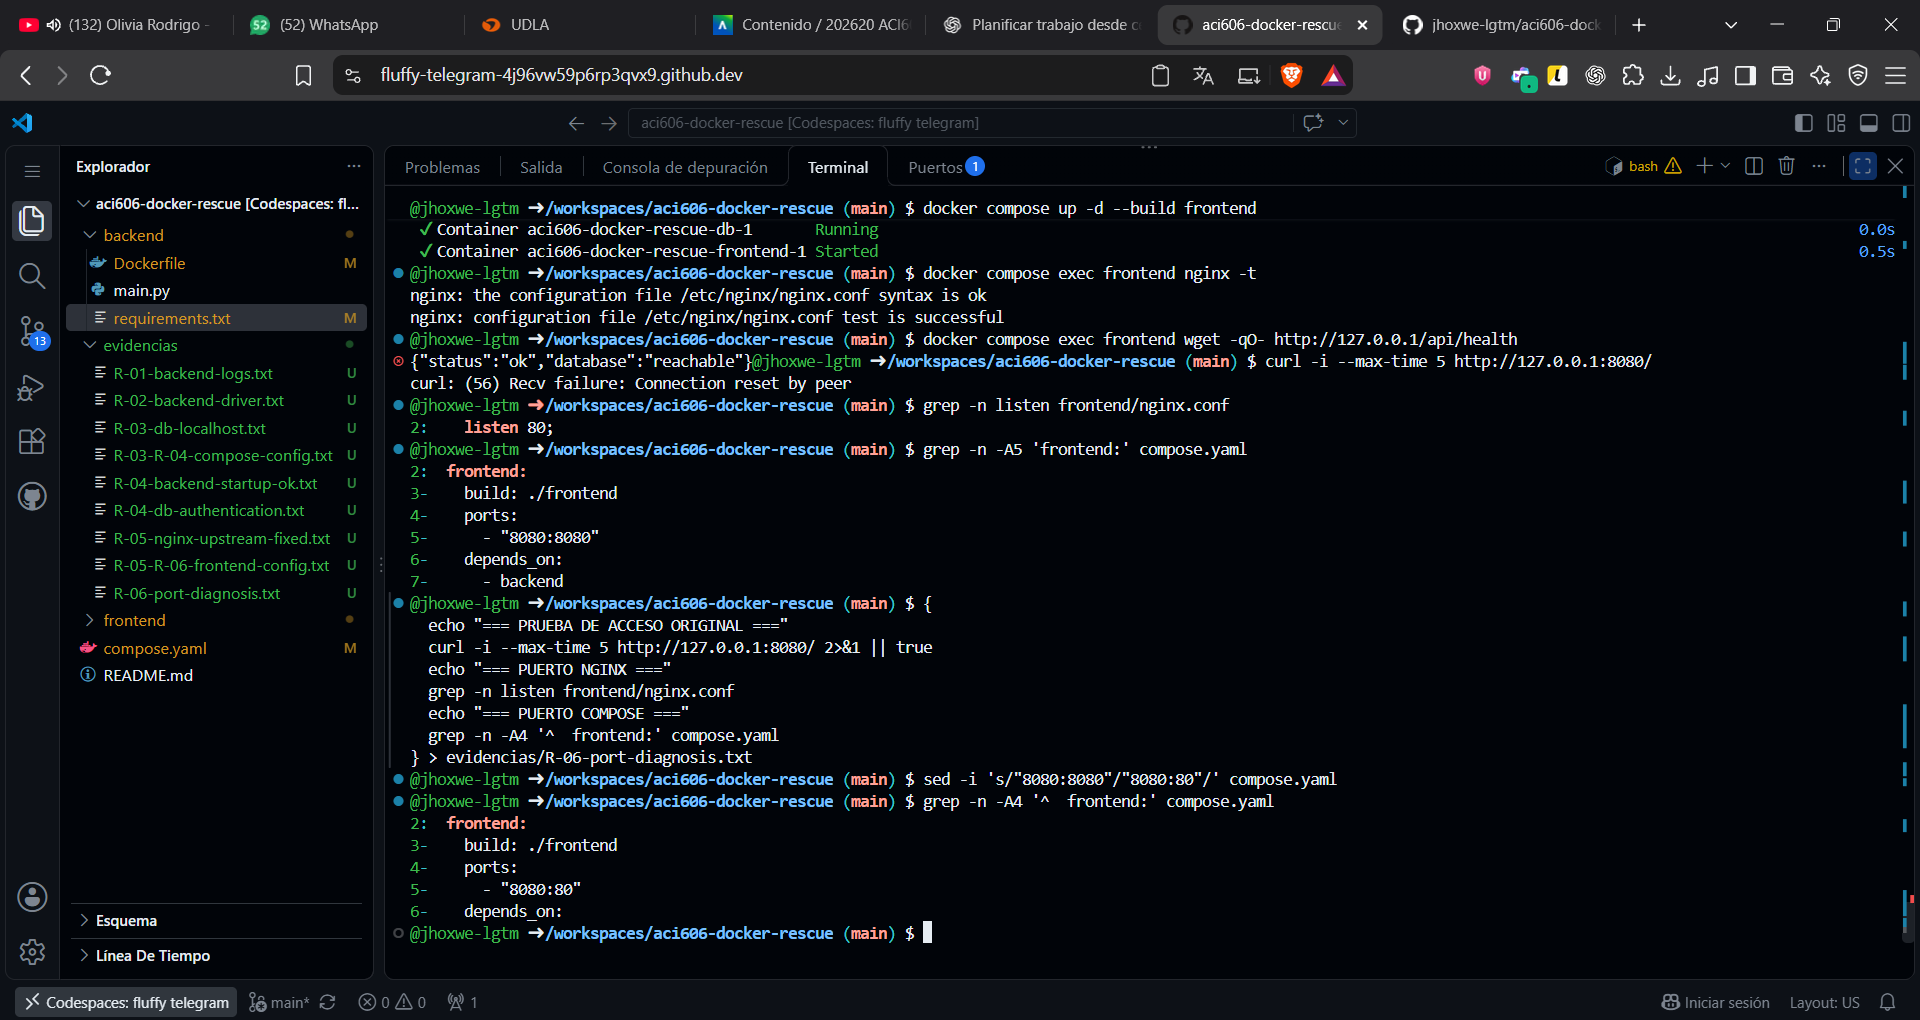 (132) Olivia Rodrigo -
52
(52) WhatsApp
UDLA
Contenido / 202620 ACI6
Planificar trabajo desde c
aci606-docker-rescue
jhoxwe-lgtm/aci606-dock
fluffy-telegram-4j96vw59p6rp3qvx9.github.dev
aci606-docker-rescue [Codespaces: fluffy telegram]
Explorador
aci606-docker-rescue [Codespaces: fl...
backend
Dockerfile M
main.py
requirements.txt M
evidencias
R-01-backend-logs.txt U
R-02-backend-driver.txt U
R-03-db-localhost.txt U
R-03-R-04-compose-config.txt U
R-04-backend-startup-ok.txt U
R-04-db-authentication.txt U
R-05-nginx-upstream-fixed.txt U
R-05-R-06-frontend-config.txt U
R-06-port-diagnosis.txt U
frontend
compose.yaml M
README.md
13
Esquema
Línea De Tiempo
Problemas
Salida
Consola de depuración
Terminal
Puertos 1
bash
@jhoxwe-lgtm ➜/workspaces/aci606-docker-rescue (main) $ docker compose up -d --build frontend
✓ Container aci606-docker-rescue-db-1 Running 0.0s
✓ Container aci606-docker-rescue-frontend-1 Started 0.5s
@jhoxwe-lgtm ➜/workspaces/aci606-docker-rescue (main) $ docker compose exec frontend nginx -t
nginx: the configuration file /etc/nginx/nginx.conf syntax is ok
nginx: configuration file /etc/nginx/nginx.conf test is successful
@jhoxwe-lgtm ➜/workspaces/aci606-docker-rescue (main) $ docker compose exec frontend wget -qO- http://127.0.0.1/api/health
{"status":"ok","database":"reachable"}@jhoxwe-lgtm ➜/workspaces/aci606-docker-rescue (main) $ curl -i --max-time 5 http://127.0.0.1:8080/
curl: (56) Recv failure: Connection reset by peer
@jhoxwe-lgtm ➜/workspaces/aci606-docker-rescue (main) $ grep -n listen frontend/nginx.conf
2: listen 80;
@jhoxwe-lgtm ➜/workspaces/aci606-docker-rescue (main) $ grep -n -A5 'frontend:' compose.yaml
2: frontend:
3- build: ./frontend
4- ports:
5- - "8080:8080"
6- depends_on:
7- - backend
@jhoxwe-lgtm ➜/workspaces/aci606-docker-rescue (main) $ {
echo "=== PRUEBA DE ACCESO ORIGINAL ==="
curl -i --max-time 5 http://127.0.0.1:8080/ 2>&1 || true
echo "=== PUERTO NGINX ==="
grep -n listen frontend/nginx.conf
echo "=== PUERTO COMPOSE ==="
grep -n -A4 '^  frontend:' compose.yaml
} > evidencias/R-06-port-diagnosis.txt
@jhoxwe-lgtm ➜/workspaces/aci606-docker-rescue (main) $ sed -i 's/"8080:8080"/"8080:80"/' compose.yaml
@jhoxwe-lgtm ➜/workspaces/aci606-docker-rescue (main) $ grep -n -A4 '^  frontend:' compose.yaml
2: frontend:
3- build: ./frontend
4- ports:
5- - "8080:80"
6- depends_on:
@jhoxwe-lgtm ➜/workspaces/aci606-docker-rescue (main) $
Codespaces: fluffy telegram
main*
0 0
1
Iniciar sesión
Layout: US